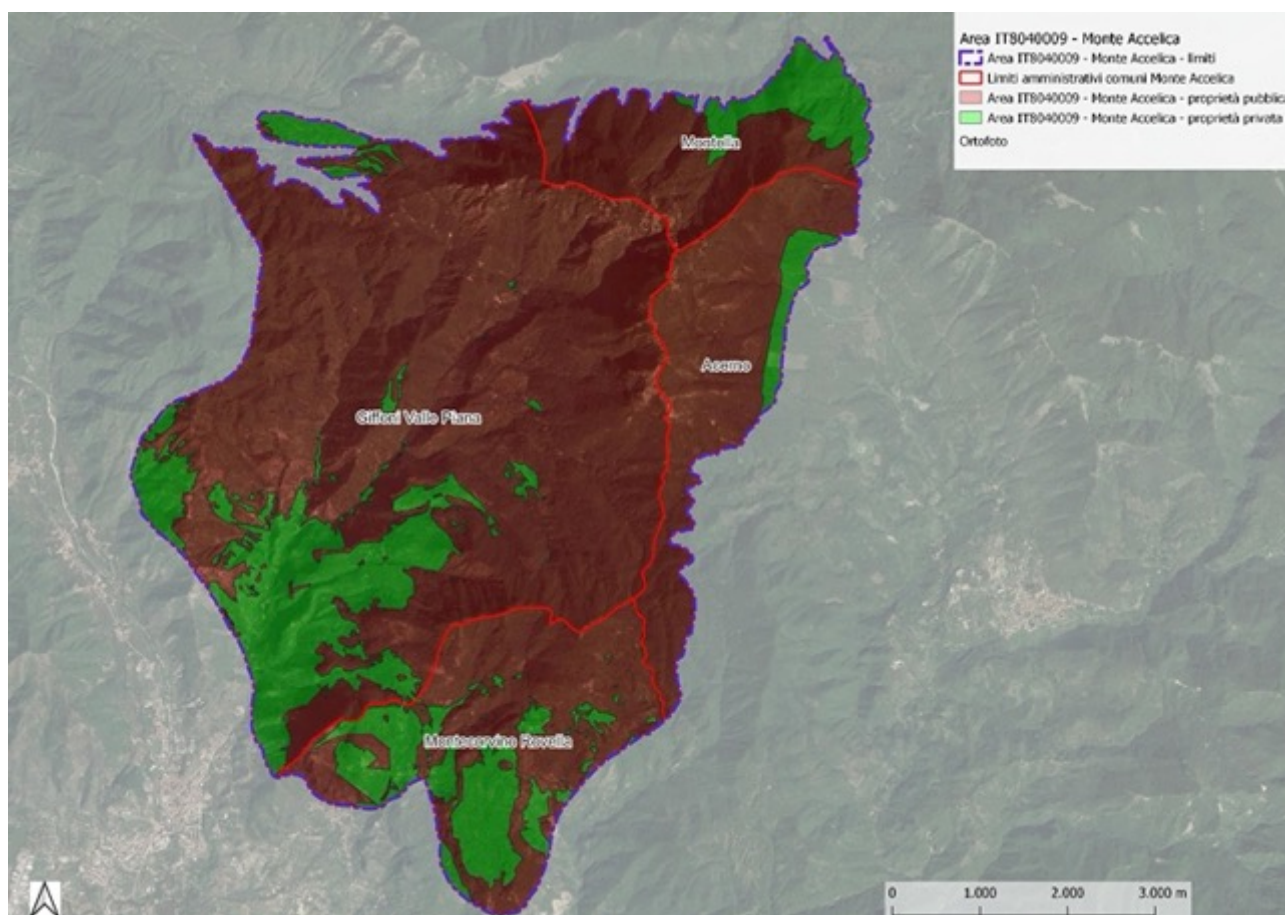 Area IT8040009 - Monte Accelica
Area IT8040009 - Monte Accelica - limiti
Limiti amministrativi comuni Monte Accelica
Area IT8040009 - Monte Accelica - proprietà pubblica
Area IT8040009 - Monte Accelica - proprietà privata
Ortofoto
Montella
Acerno
Giffoni Valle Piana
Montecorvino Rovella
0 1.000 2.000 3.000 m